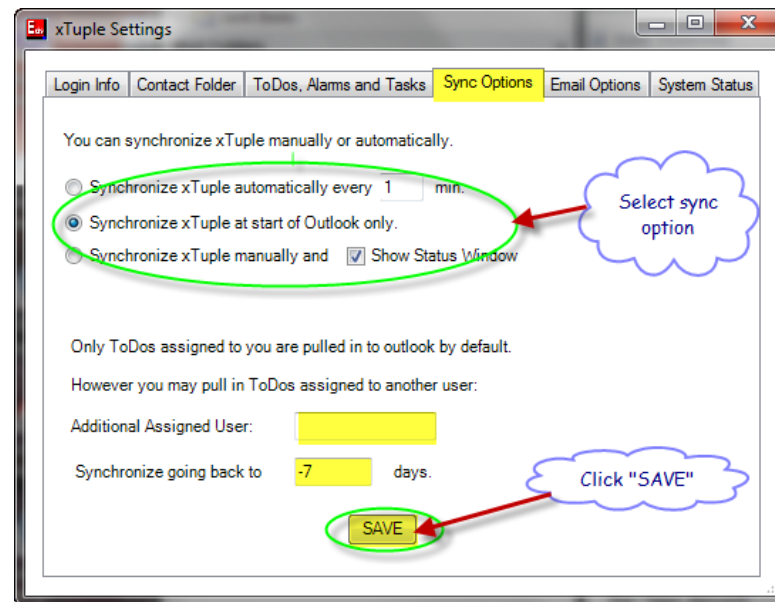 xTuple Settings
Login Info Contact Folder ToDos, Alarms and Tasks Sync Options Email Options System Status
You can synchronize xTuple manually or automatically.
Synchronize xTuple automatically every 1 min.
Synchronize xTuple at start of Outlook only.
Synchronize xTuple manually and Show Status Window
Select sync
option
Only ToDos assigned to you are pulled in to outlook by default.
However you may pull in ToDos assigned to another user:
Additional Assigned User:
Synchronize going back to -7 days.
Click "SAVE"
SAVE